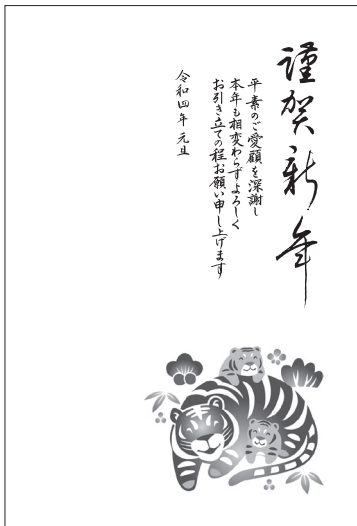 謹賀新年
平素のご愛顧を深謝し
本年も相変わらずよろしく
お引き立ての程お願い申し上げます
令和四年 元旦